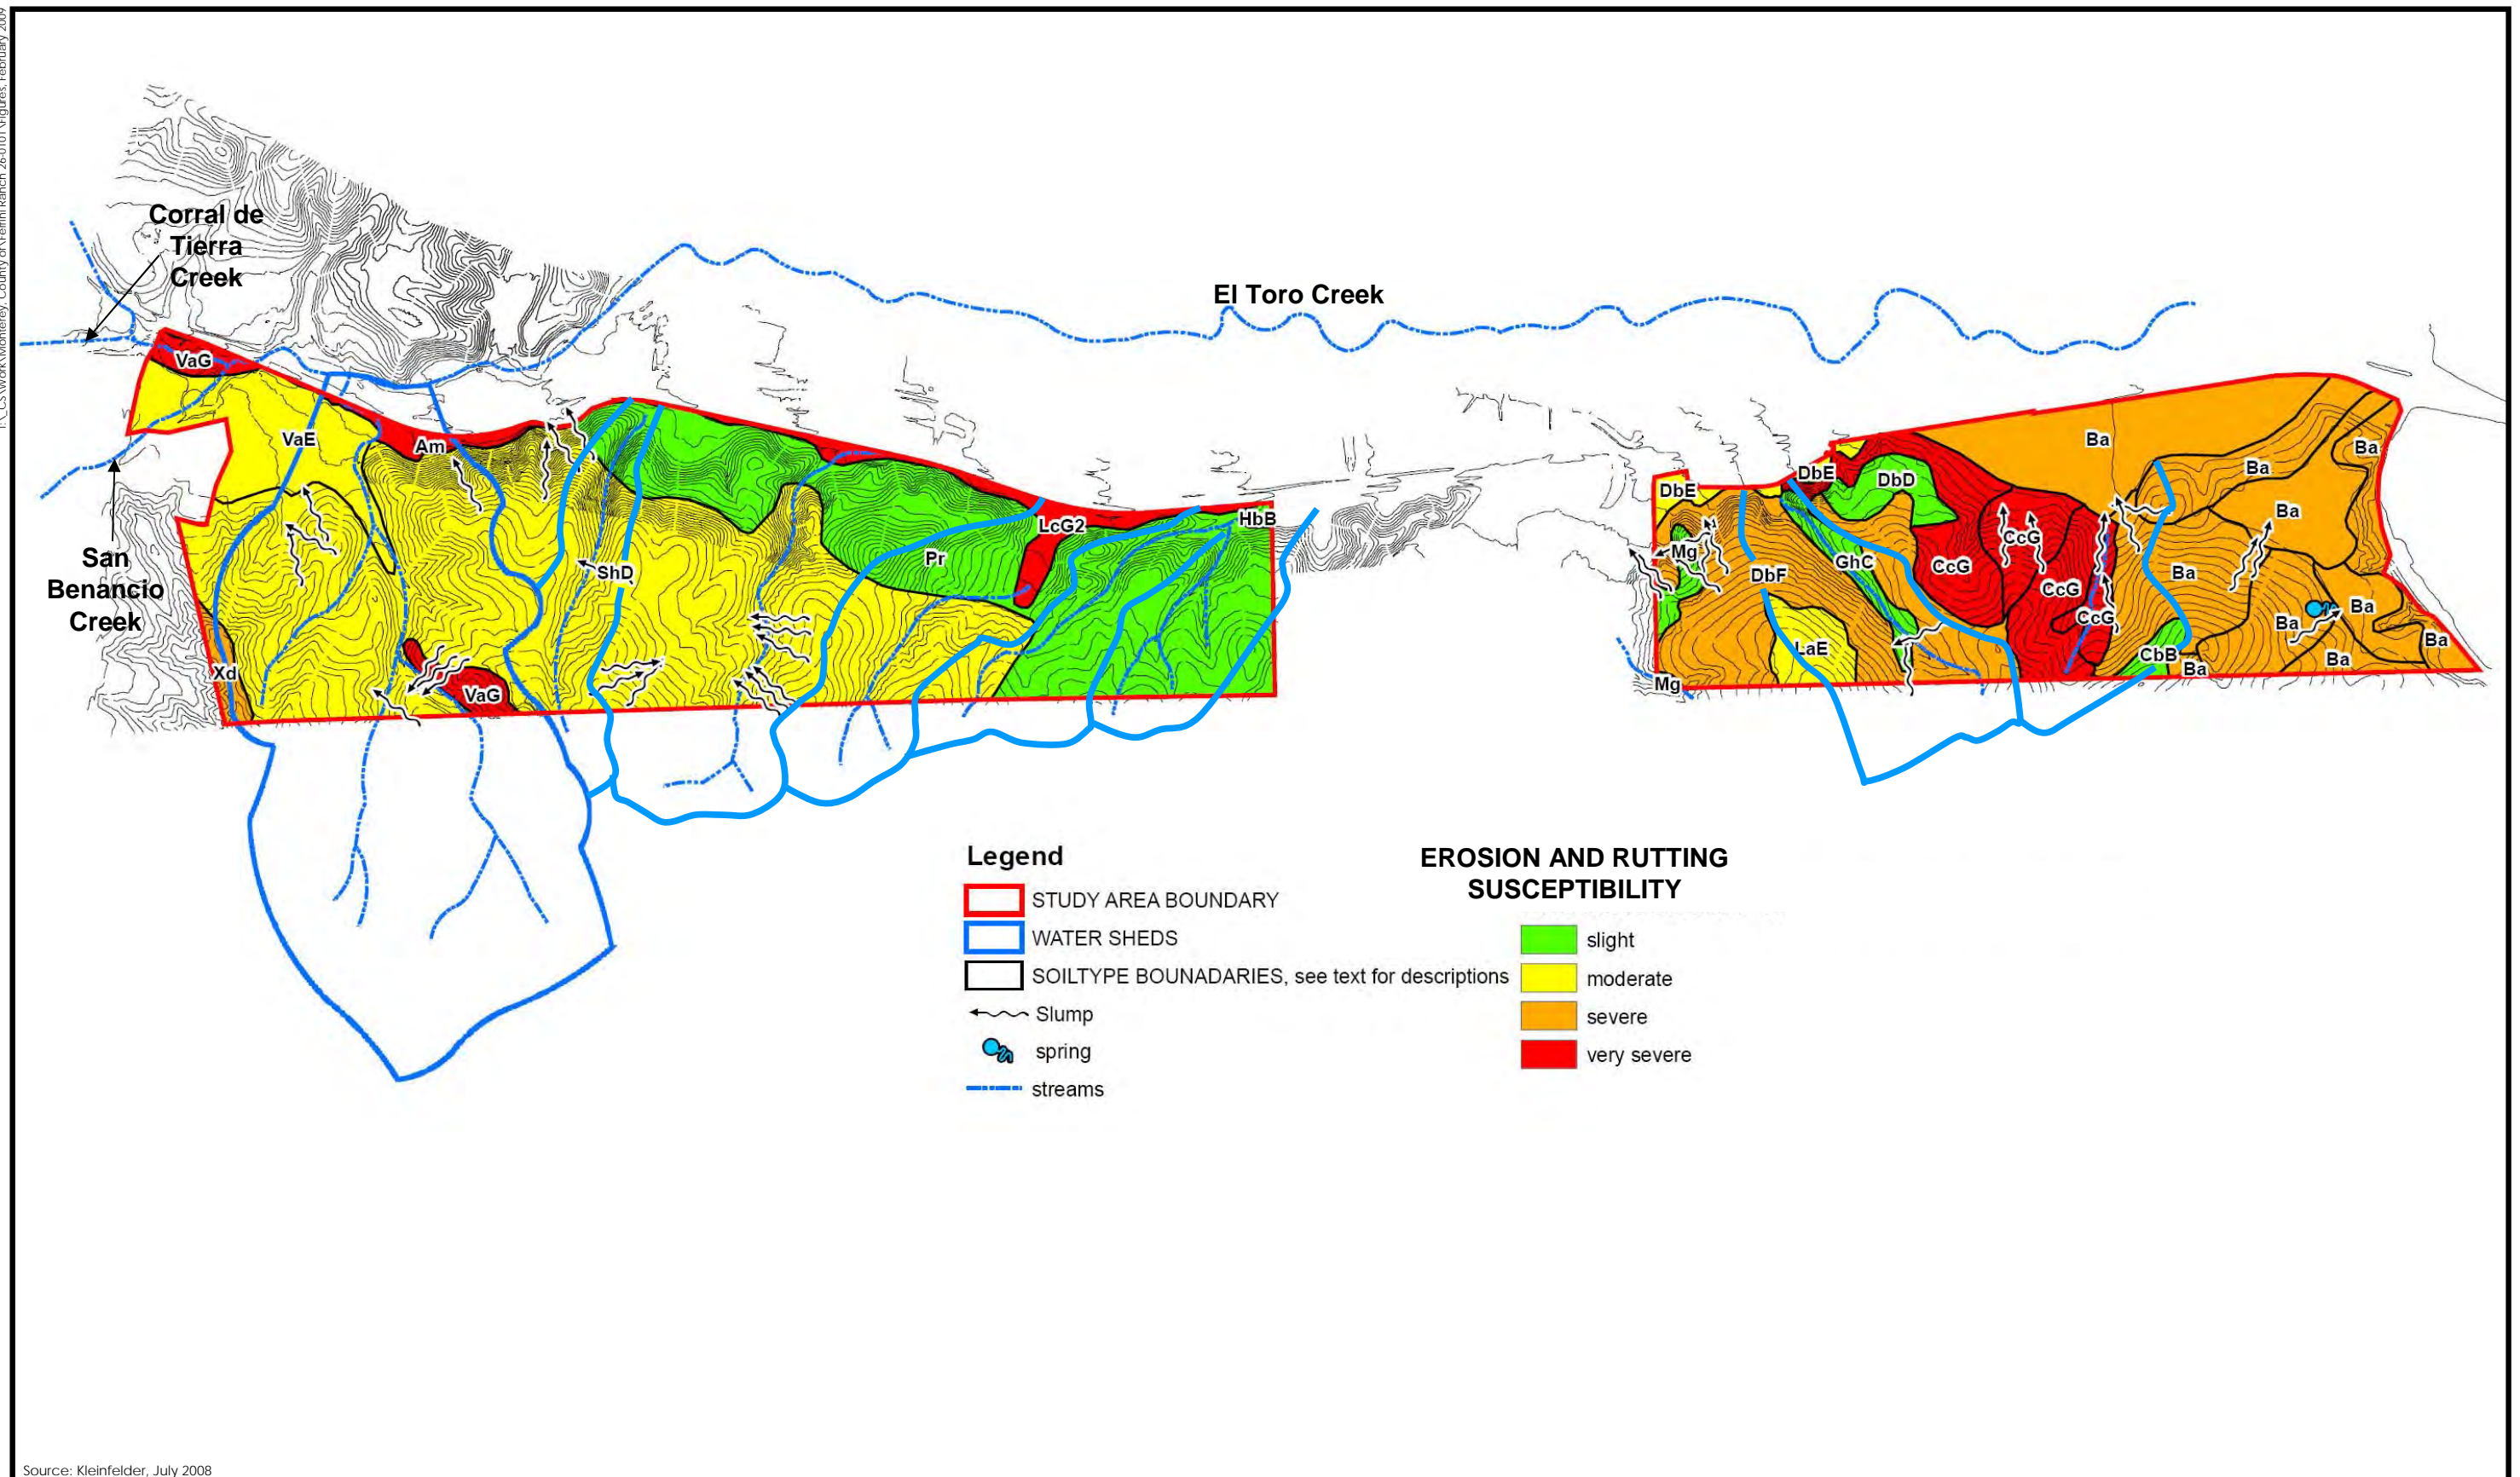 Corral de
Tierra
Creek
El Toro Creek
VaG
VaE
Am
San
Benancio
Creek
ShD
Pr
LcG2
HbB
Xd
VaG
DbE
DbE
DbD
Ba
Ba
Ba
Ba
Mg
DbF
GhC
CcG
CcG
CcG
CcG
Ba
Ba
Ba
LaE
CbB
Ba
Ba
Ba
Mg
Legend
STUDY AREA BOUNDARY
WATER SHEDS
SOILTYPE BOUNADARIES, see text for descriptions
Slump
spring
streams
EROSION AND RUTTING
SUSCEPTIBILITY
slight
moderate
severe
very severe
Source: Kleinfelder, July 2008